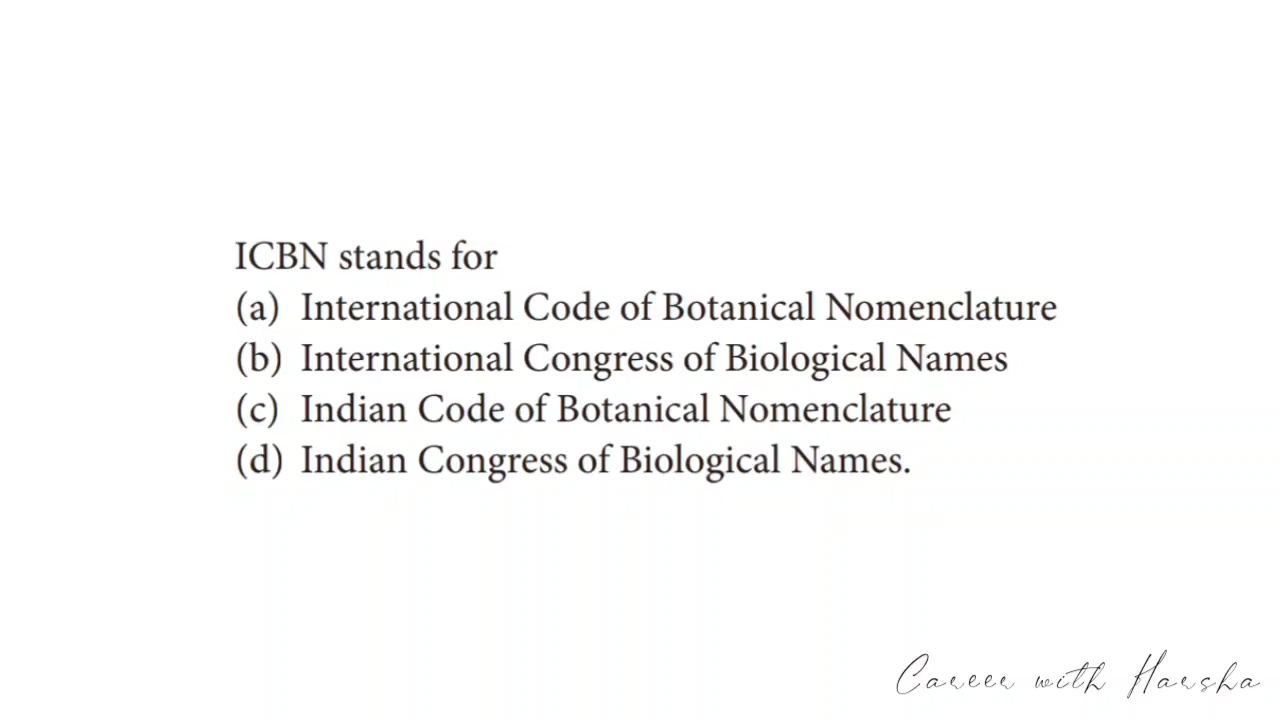 ICBN stands for
(a) International Code of Botanical Nomenclature
(b) International Congress of Biological Names
(c) Indian Code of Botanical Nomenclature
(d) Indian Congress of Biological Names.
Career with Harsha